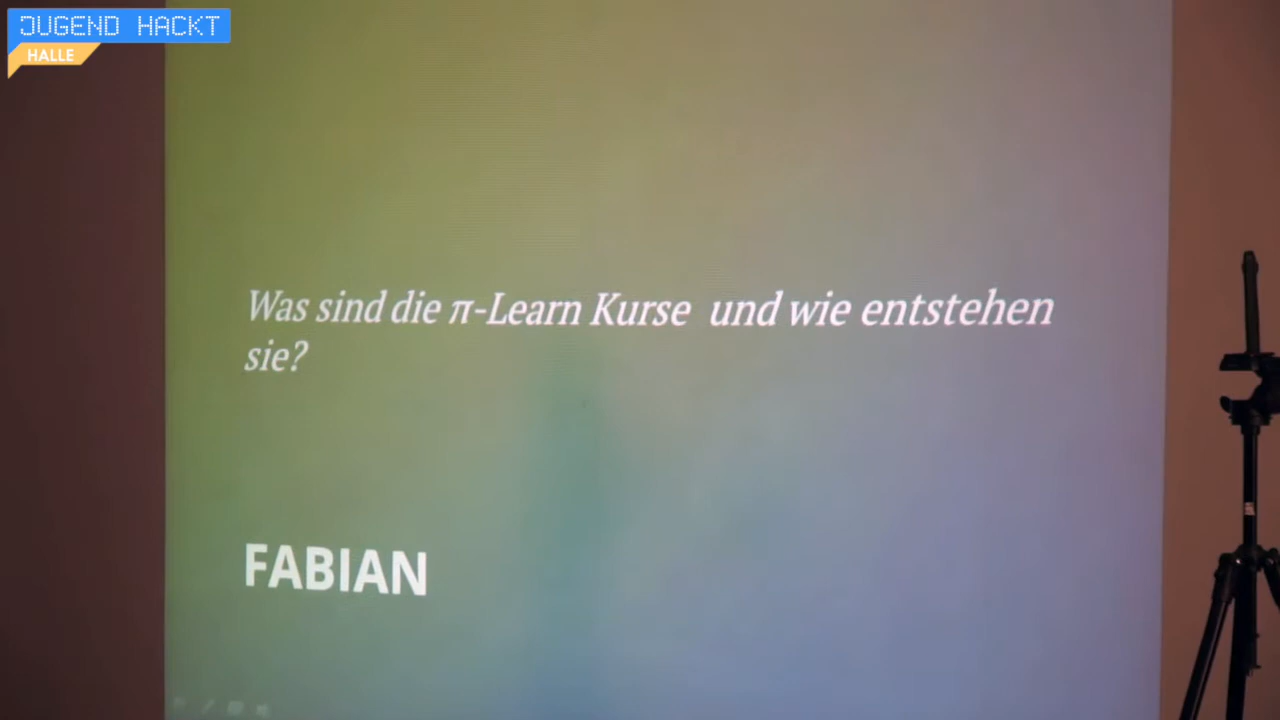 JUGEND HACKT
HALLE
Was sind die π-Learn Kurse und wie entstehen
sie?
FABIAN